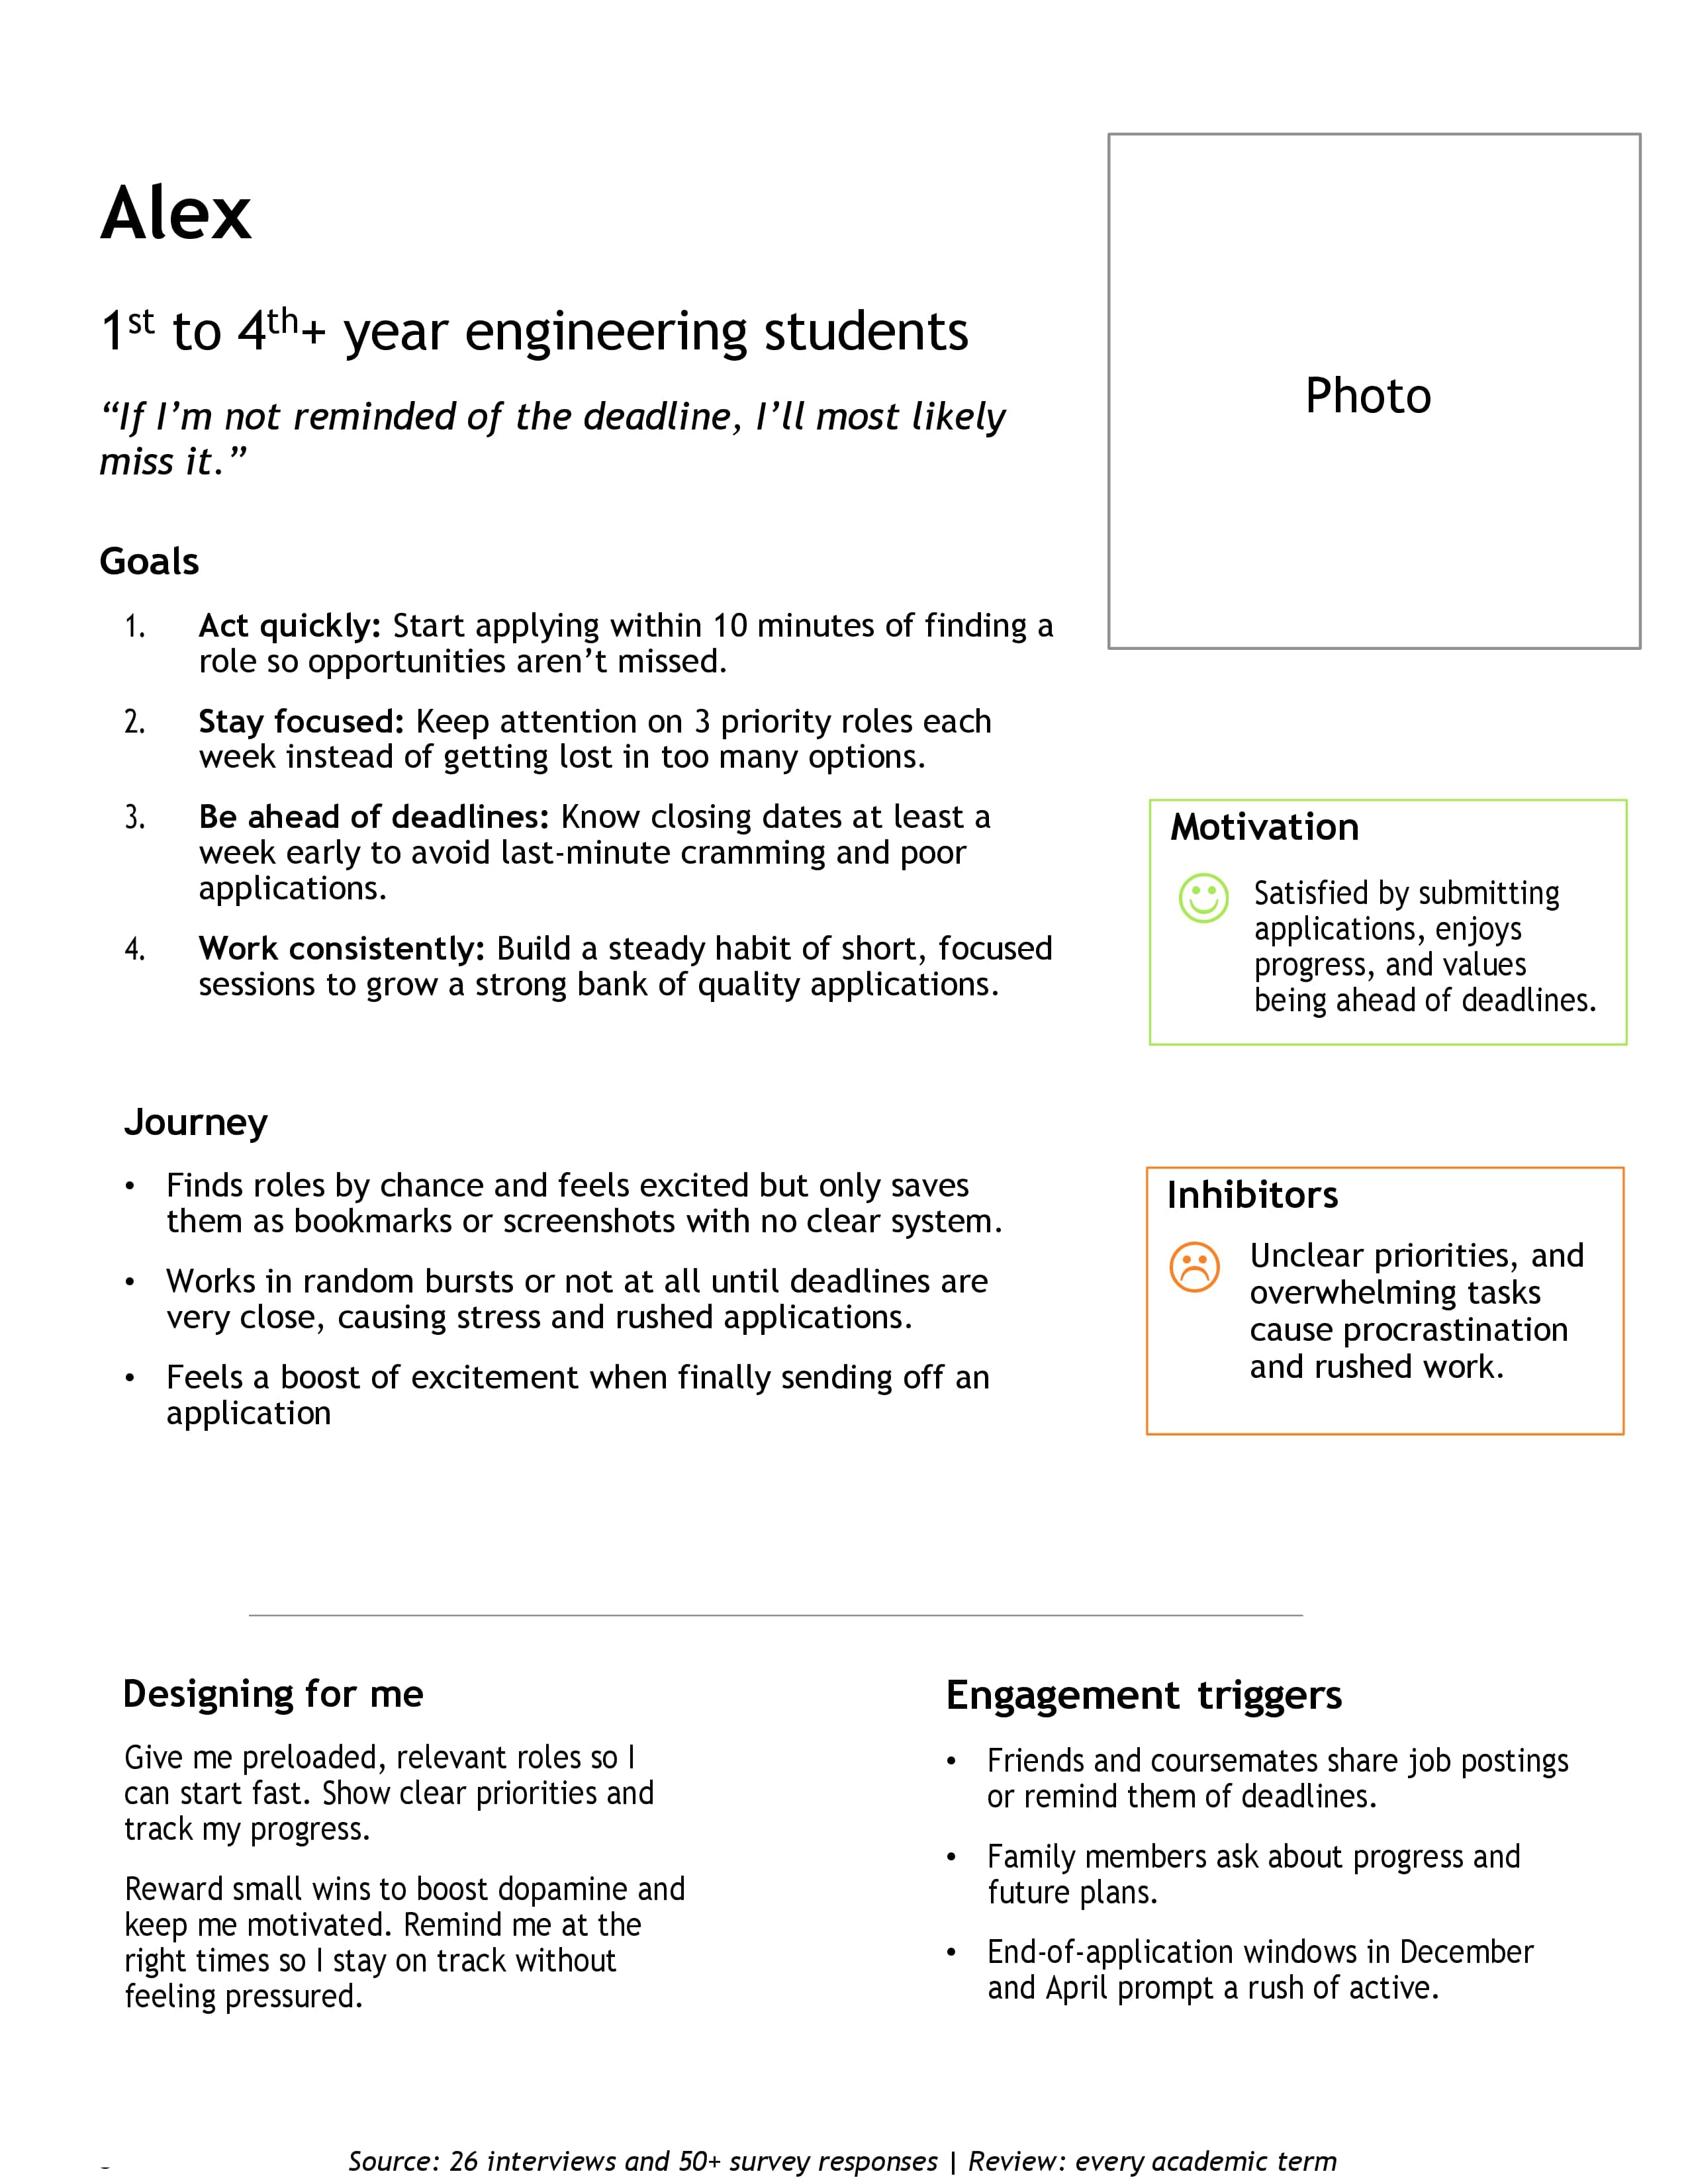 Alex
1st to 4th+ year engineering students
“If I’m not reminded of the deadline, I’ll most likely
miss it.”
Photo
Goals
1. Act quickly: Start applying within 10 minutes of finding a
role so opportunities aren’t missed.
2. Stay focused: Keep attention on 3 priority roles each
week instead of getting lost in too many options.
3. Be ahead of deadlines: Know closing dates at least a
week early to avoid last-minute cramming and poor
applications.
4. Work consistently: Build a steady habit of short, focused
sessions to grow a strong bank of quality applications.
Motivation
Satisfied by submitting
applications, enjoys
progress, and values
being ahead of deadlines.
Journey
• Finds roles by chance and feels excited but only saves
them as bookmarks or screenshots with no clear system.
• Works in random bursts or not at all until deadlines are
very close, causing stress and rushed applications.
• Feels a boost of excitement when finally sending off an
application
Inhibitors
Unclear priorities, and
overwhelming tasks
cause procrastination
and rushed work.
Designing for me
Give me preloaded, relevant roles so I
can start fast. Show clear priorities and
track my progress.
Reward small wins to boost dopamine and
keep me motivated. Remind me at the
right times so I stay on track without
feeling pressured.
Engagement triggers
• Friends and coursemates share job postings
or remind them of deadlines.
• Family members ask about progress and
future plans.
• End-of-application windows in December
and April prompt a rush of active.
Source: 26 interviews and 50+ survey responses | Review: every academic term